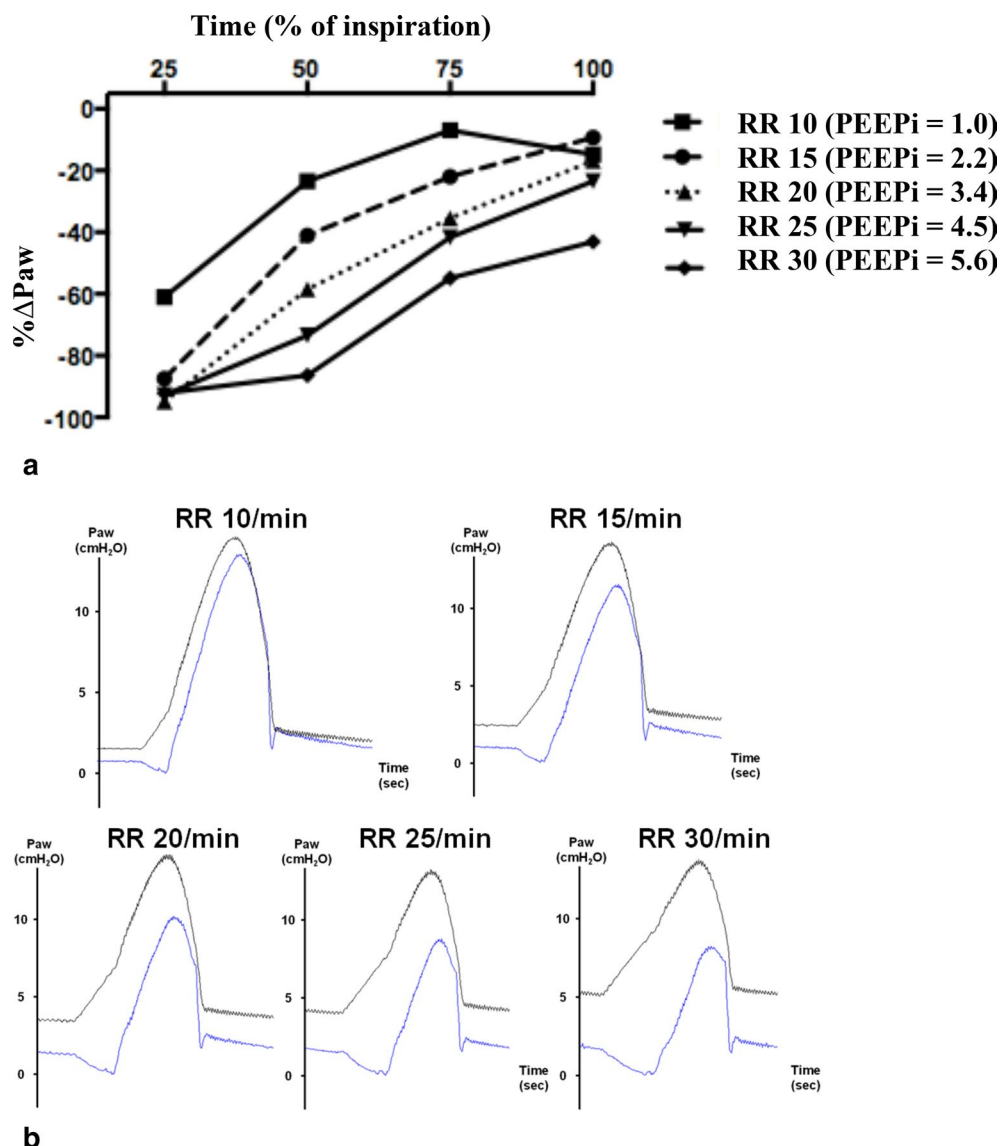 Time (% of inspiration)
25 50 75 100
0
-20
-40
-60
-80
-100
%ΔPaw
RR 10 (PEEPi = 1.0)
RR 15 (PEEPi = 2.2)
RR 20 (PEEPi = 3.4)
RR 25 (PEEPi = 4.5)
RR 30 (PEEPi = 5.6)
a
RR 10/min
Paw
(cmH₂O)
10
5
0
Time
(sec)
RR 15/min
Paw
(cmH₂O)
10
5
0
Time
(sec)
RR 20/min
Paw
(cmH₂O)
10
5
0
RR 25/min
Paw
(cmH₂O)
10
5
0
Time
(sec)
RR 30/min
Paw
(cmH₂O)
10
5
0
Time
(sec)
b